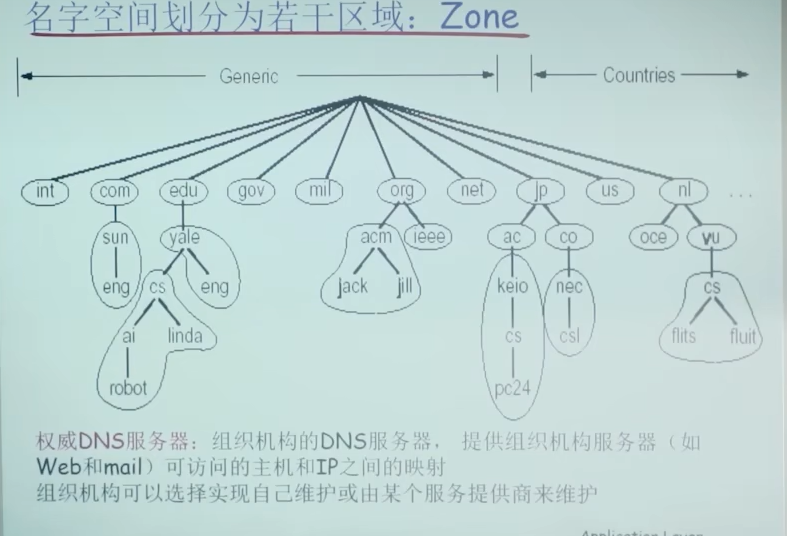 名字空间划分为若干区域：Zone
Generic
Countries
int com edu gov mil org net jp us nl ...
sun yale acm ieee ac co oce vu
eng cs eng jack jill keio nec cs
ai linda cs csl flits fluit
robot pc24
权威DNS服务器：组织机构的DNS服务器， 提供组织机构服务器（如
Web和mail）可访问的主机和IP之间的映射
组织机构可以选择实现自己维护或由某个服务提供商来维护